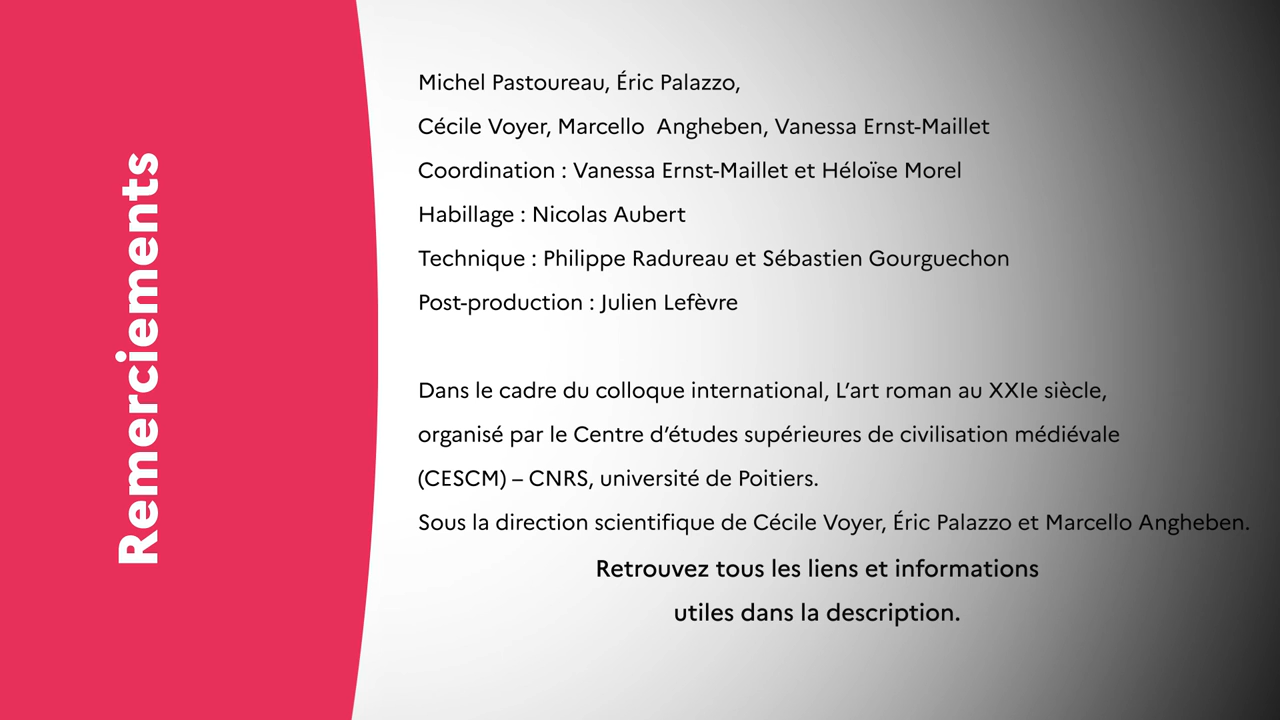 Remerciements
Michel Pastoureau, Éric Palazzo,
Cécile Voyer, Marcello  Angheben, Vanessa Ernst-Maillet
Coordination : Vanessa Ernst-Maillet et Héloïse Morel
Habillage : Nicolas Aubert
Technique : Philippe Radureau et Sébastien Gourguechon
Post-production : Julien Lefèvre
Dans le cadre du colloque international, L’art roman au XXIe siècle,
organisé par le Centre d’études supérieures de civilisation médiévale
(CESCM) – CNRS, université de Poitiers.
Sous la direction scientifique de Cécile Voyer, Éric Palazzo et Marcello Angheben.
Retrouvez tous les liens et informations
utiles dans la description.